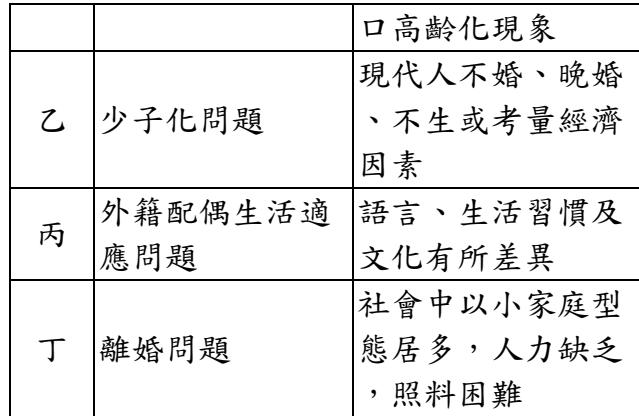 口高齡化現象
乙 少子化問題 現代人不婚、晚婚
、不生或考量經濟
因素
丙 外籍配偶生活適
應問題 語言、生活習慣及
文化有所差異
丁 離婚問題 社會中以小家庭型
態居多，人力缺乏
，照料困難